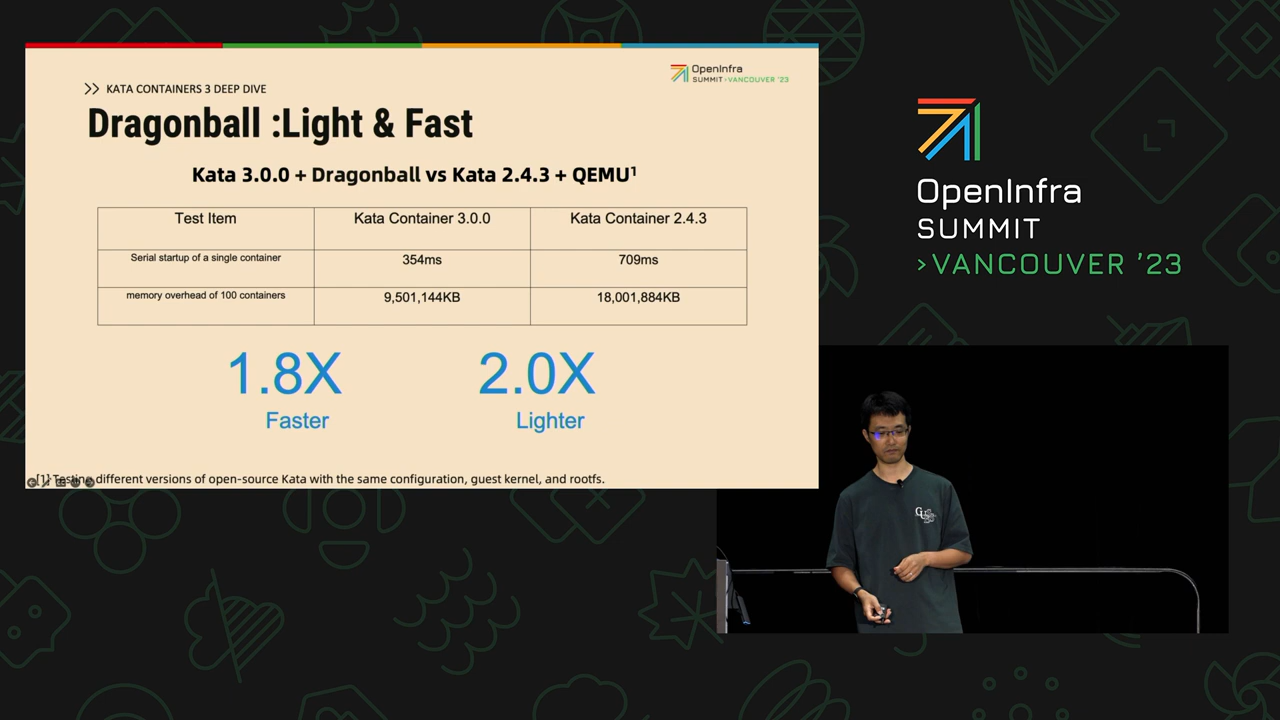 OpenInfra
SUMMIT >VANCOUVER '23
>> KATA CONTAINERS 3 DEEP DIVE
Dragonball :Light & Fast
Kata 3.0.0 + Dragonball vs Kata 2.4.3 + QEMU¹
Test Item Kata Container 3.0.0 Kata Container 2.4.3
Serial startup of a single container 354ms 709ms
memory overhead of 100 containers 9,501,144KB 18,001,884KB
1.8X 2.0X
Faster Lighter
[1] Testing different versions of open-source Kata with the same configuration, guest kernel, and rootfs.
OpenInfra
SUMMIT
>VANCOUVER '23